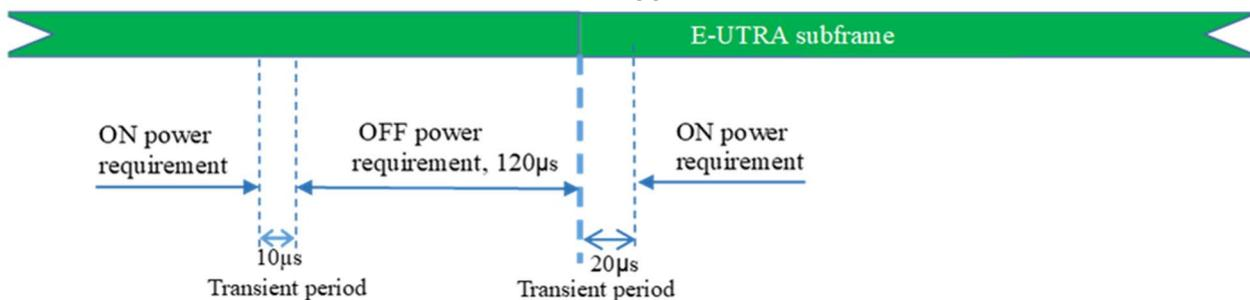 E-UTRA subframe
ON power
requirement
OFF power
requirement, 120µs
ON power
requirement
10µs
Transient period
20µs
Transient period